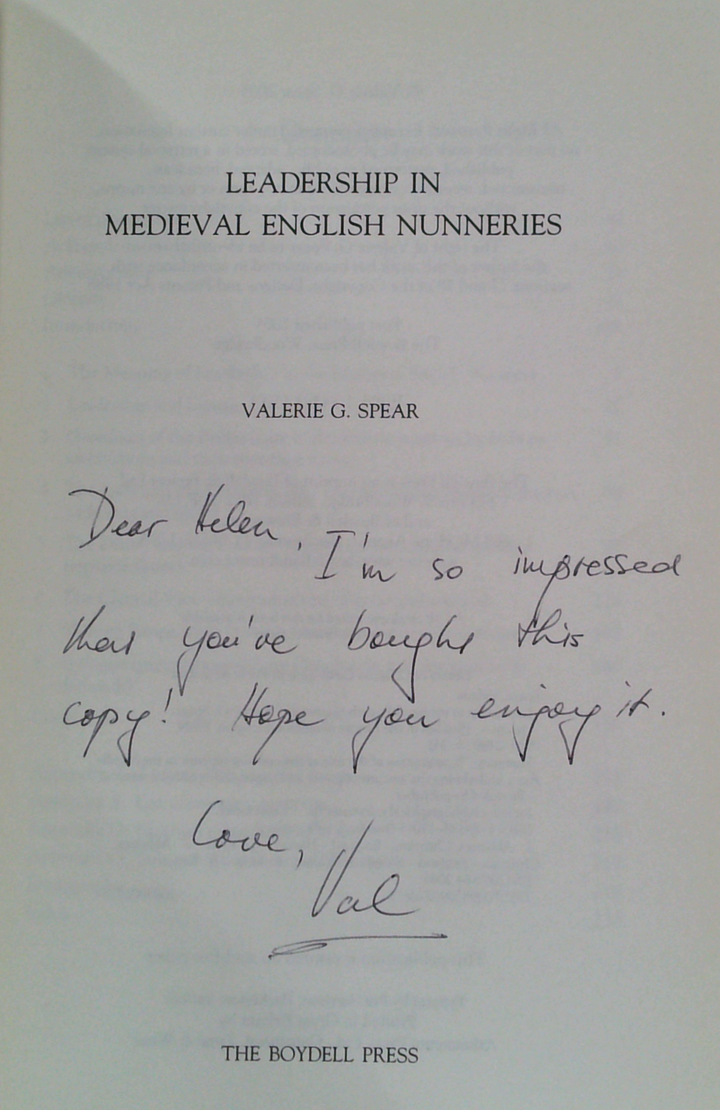 LEADERSHIP IN
MEDIEVAL ENGLISH NUNNERIES
VALERIE G. SPEAR
Dear Helen,
I'm so impressed
that you've bought this
copy! Hope you enjoy it.
Love,
Val
THE BOYDELL PRESS